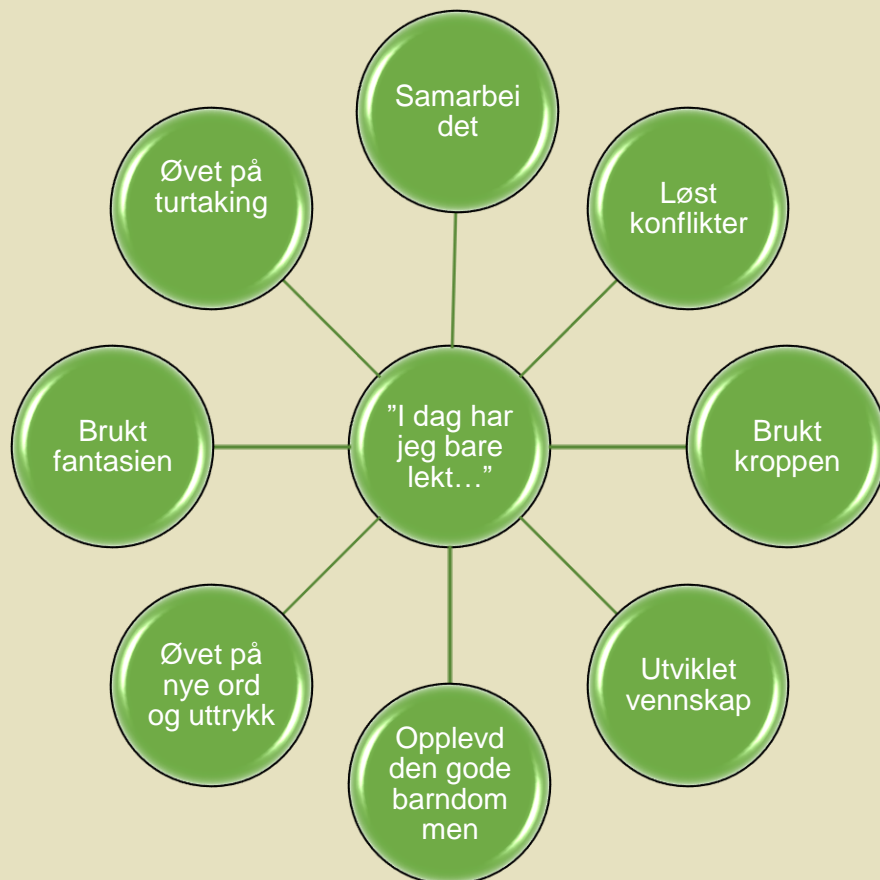 Samarbei
det
Øvet på
turtaking
Løst
konflikter
Brukt
fantasien
”I dag har
jeg bare
lekt…”
Brukt
kroppen
Øvet på
nye ord
og uttrykk
Utviklet
vennskap
Opplevd
den gode
barndom
men